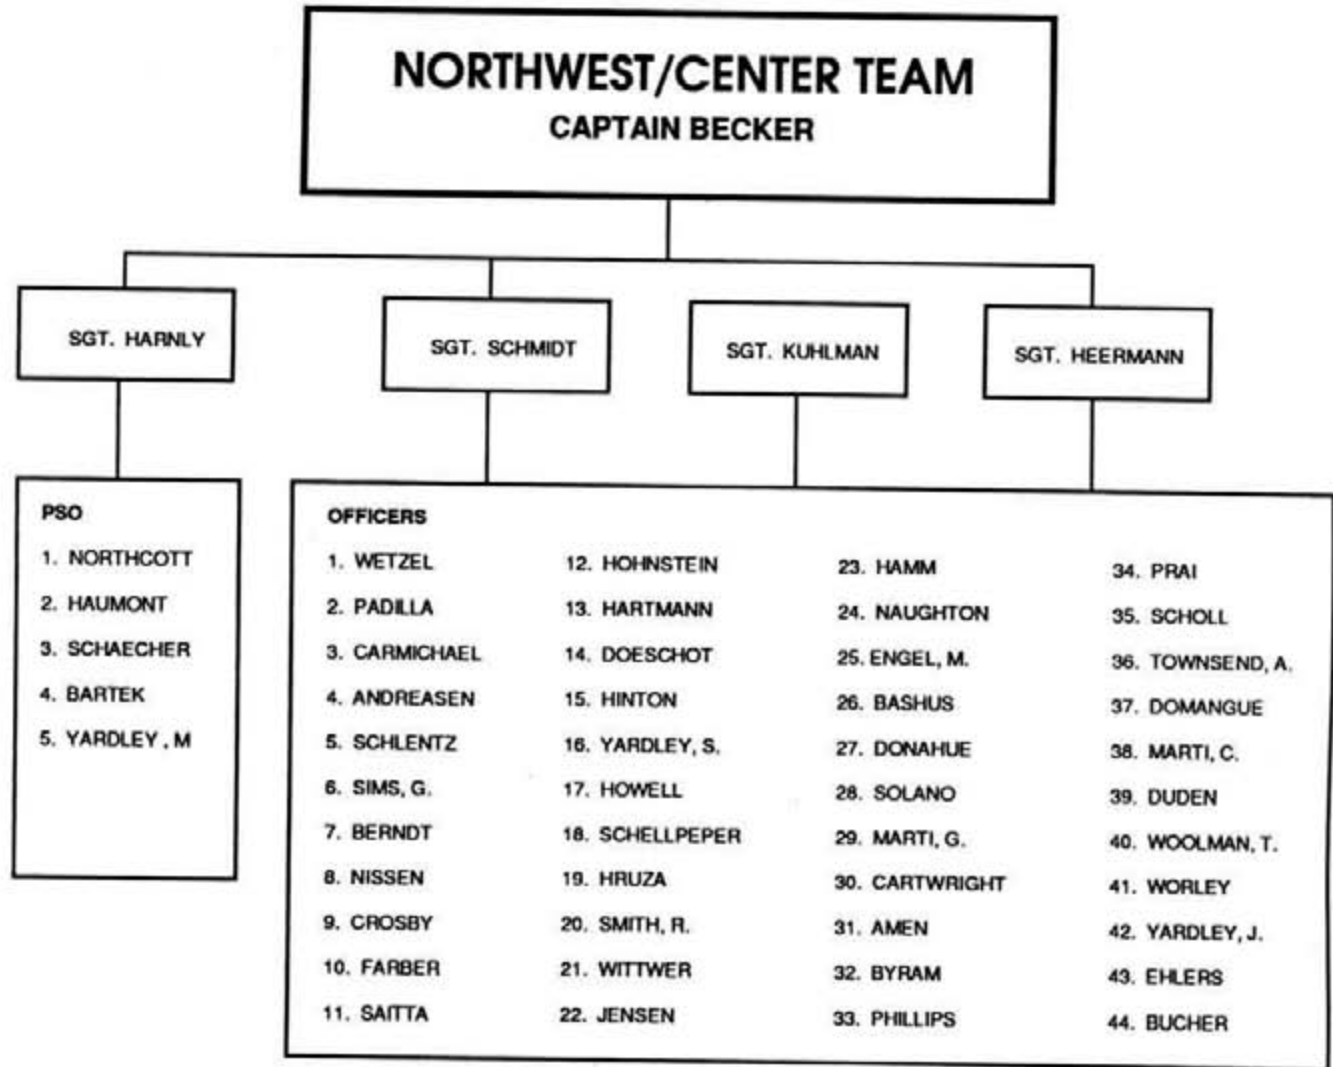 NORTHWEST/CENTER TEAM
CAPTAIN BECKER
SGT. HARNLY
SGT. SCHMIDT
SGT. KUHLMAN
SGT. HEERMANN
PSO
1. NORTHCOTT
2. HAUMONT
3. SCHAECHER
4. BARTEK
5. YARDLEY , M
OFFICERS
1. WETZEL
2. PADILLA
3. CARMICHAEL
4. ANDREASEN
5. SCHLENTZ
6. SIMS, G.
7. BERNDT
8. NISSEN
9. CROSBY
10. FARBER
11. SAITTA
12. HOHNSTEIN
13. HARTMANN
14. DOESCHOT
15. HINTON
16. YARDLEY, S.
17. HOWELL
18. SCHELLPEPER
19. HRUZA
20. SMITH, R.
21. WITTWER
22. JENSEN
23. HAMM
24. NAUGHTON
25. ENGEL, M.
26. BASHUS
27. DONAHUE
28. SOLANO
29. MARTI, G.
30. CARTWRIGHT
31. AMEN
32. BYRAM
33. PHILLIPS
34. PRAI
35. SCHOLL
36. TOWNSEND, A.
37. DOMANGUE
38. MARTI, C.
39. DUDEN
40. WOOLMAN, T.
41. WORLEY
42. YARDLEY, J.
43. EHLERS
44. BUCHER